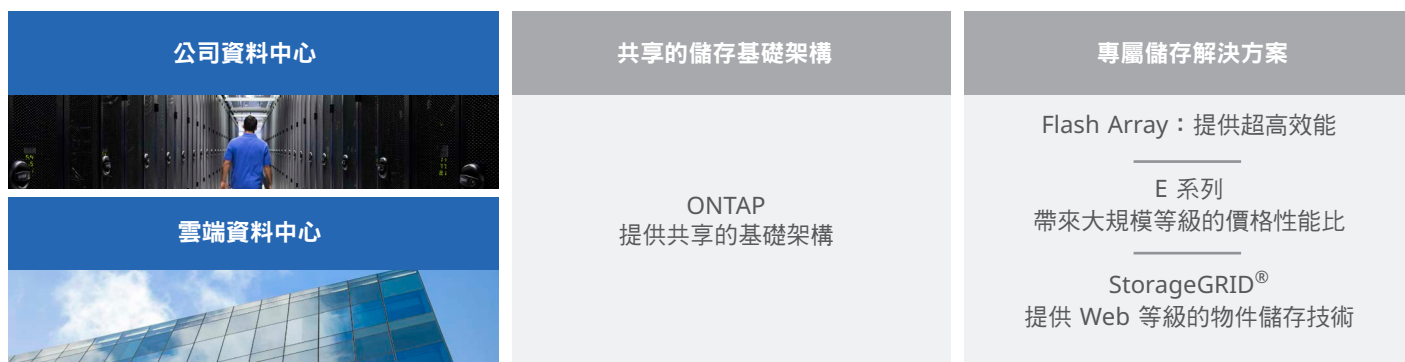 公司資料中心
雲端資料中心
共享的儲存基礎架構
ONTAP
提供共享的基礎架構
專屬儲存解決方案
Flash Array：提供超高效能
E 系列
帶來大規模等級的價格性能比
StorageGRID®
提供 Web 等級的物件儲存技術